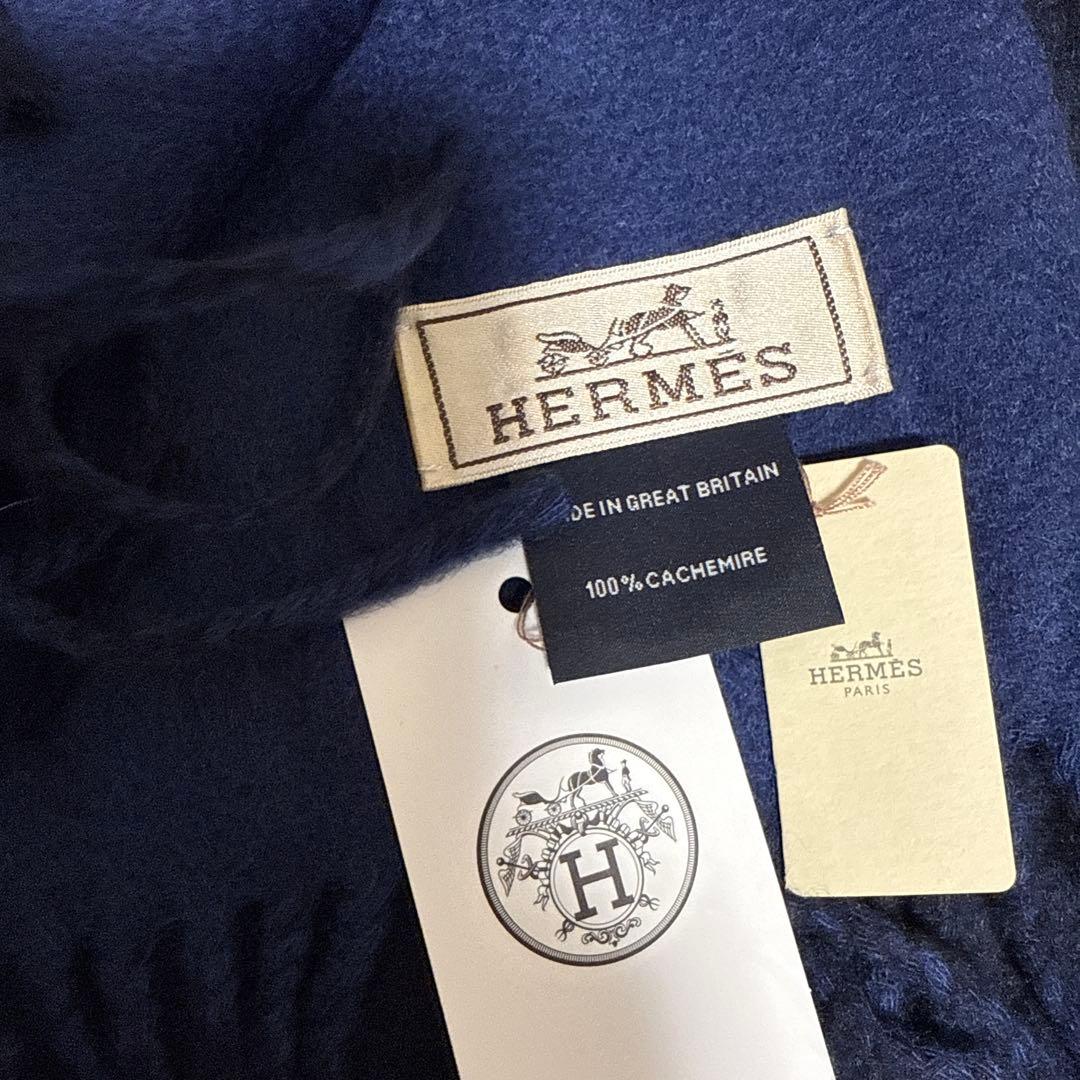 HERMÈS
DE IN GREAT BRITAIN
100% CACHEMIRE
HERMÈS
PARIS
H